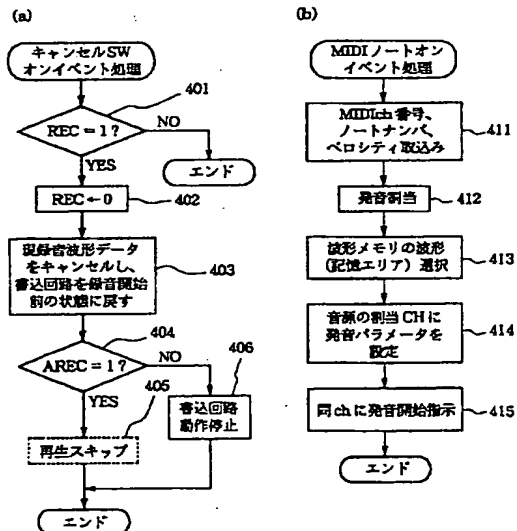 (a)
キャンセルSW
オンイベント処理
401
REC=1?
NO
YES
エンド
REC←0
402
現録音波形データ
をキャンセルし、
書込回路を録音開始
前の状態に戻す
403
404
AREC=1?
NO
YES
405
406
再生スキップ
書込回路
動作停止
エンド
(b)
MIDIノートオン
イベント処理
MIDIch番号、
ノートナンバ、
ベロシティ取込み
411
発音割当
412
波形メモリの波形
(記憶エリア)選択
413
音源の割当CHに
発音パラメータを
設定
414
同chに発音開始指示
415
エンド